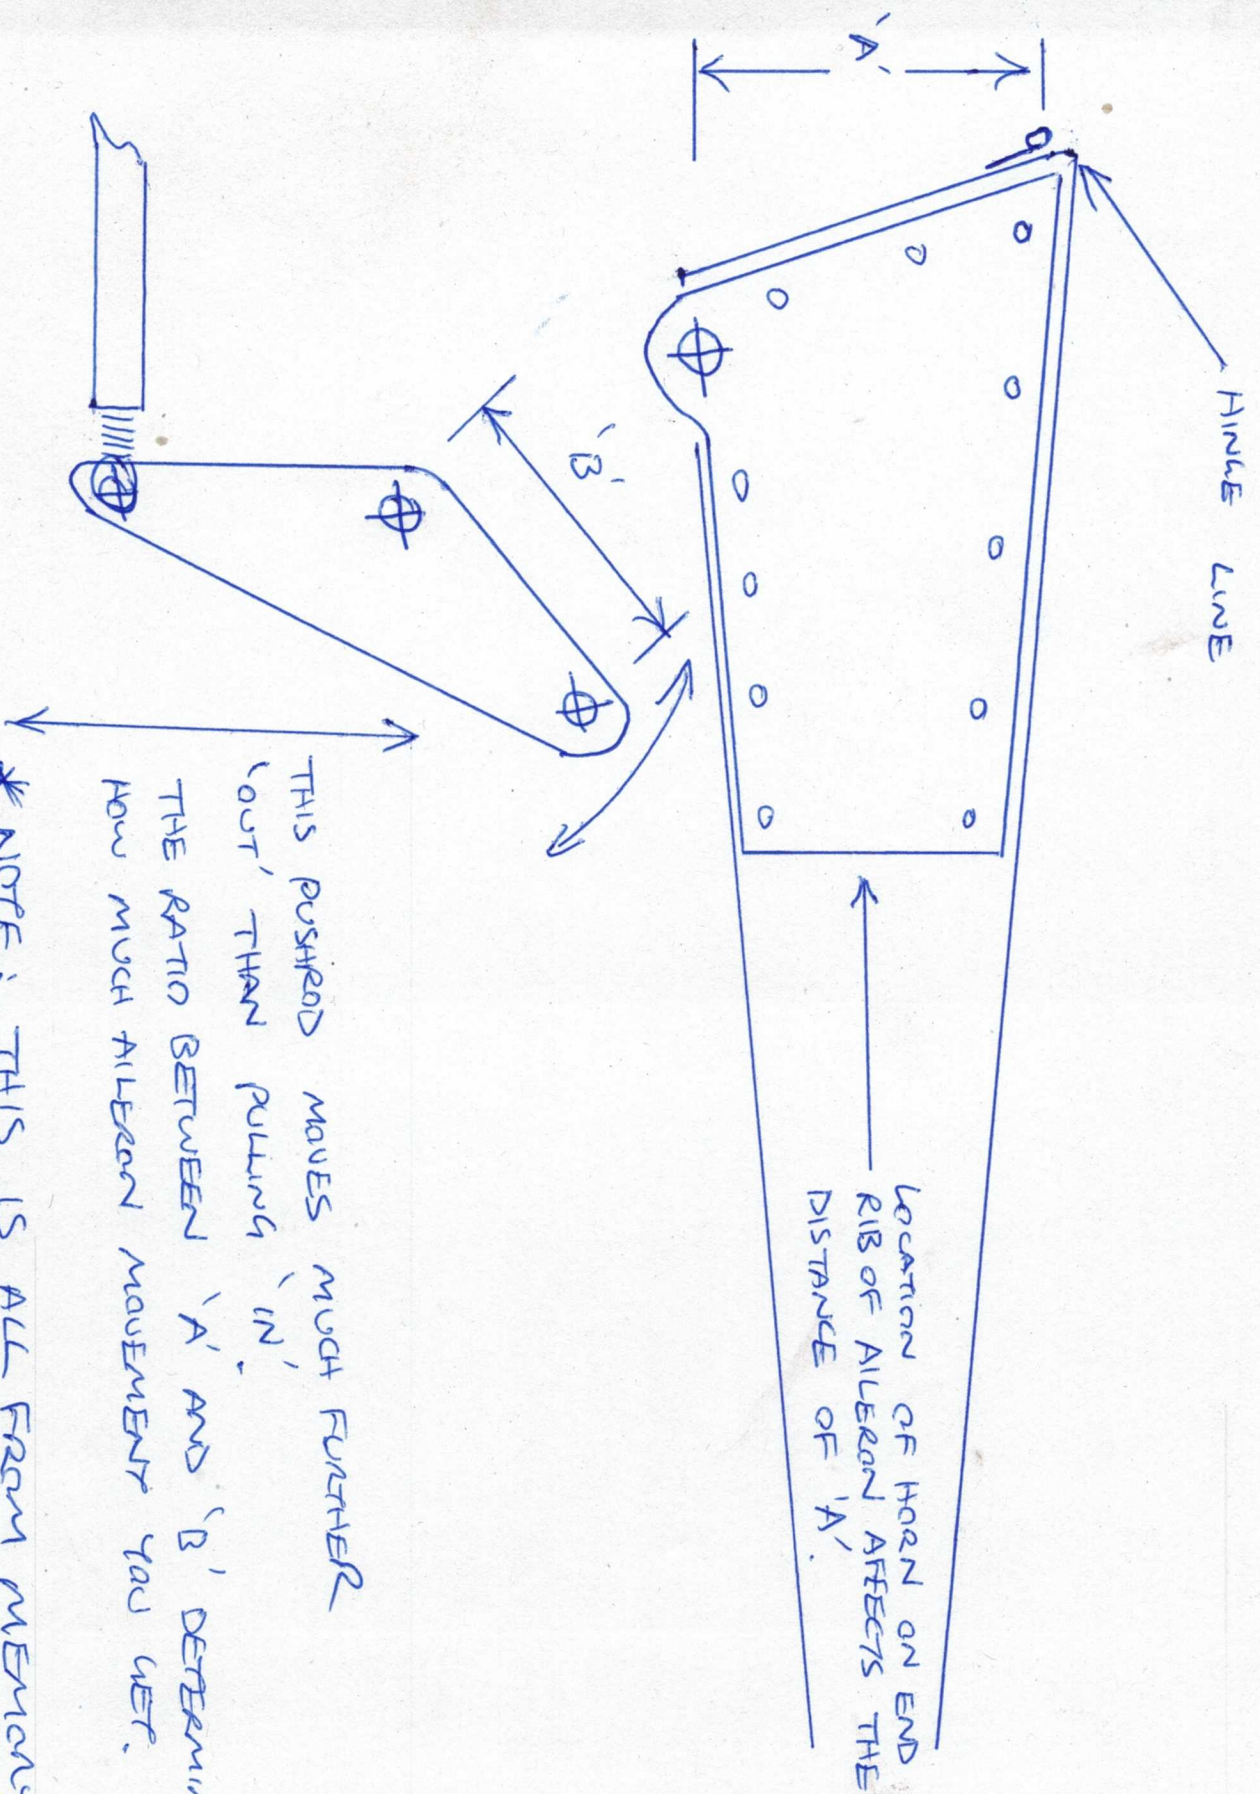 'A'
HINGE LINE
'B'
LOCATION OF HORN ON END
RIB OF AILERON AFFECTS THE
DISTANCE OF 'A'.
THIS PUSHROD MOVES MUCH FURTHER
'OUT' THAN PULLING 'IN'.
THE RATIO BETWEEN 'A' AND 'B' DETERMI
HOW MUCH AILERON MOVEMENT YOU GET.
* NOTE: THIS IS ALL FROM MEMOR